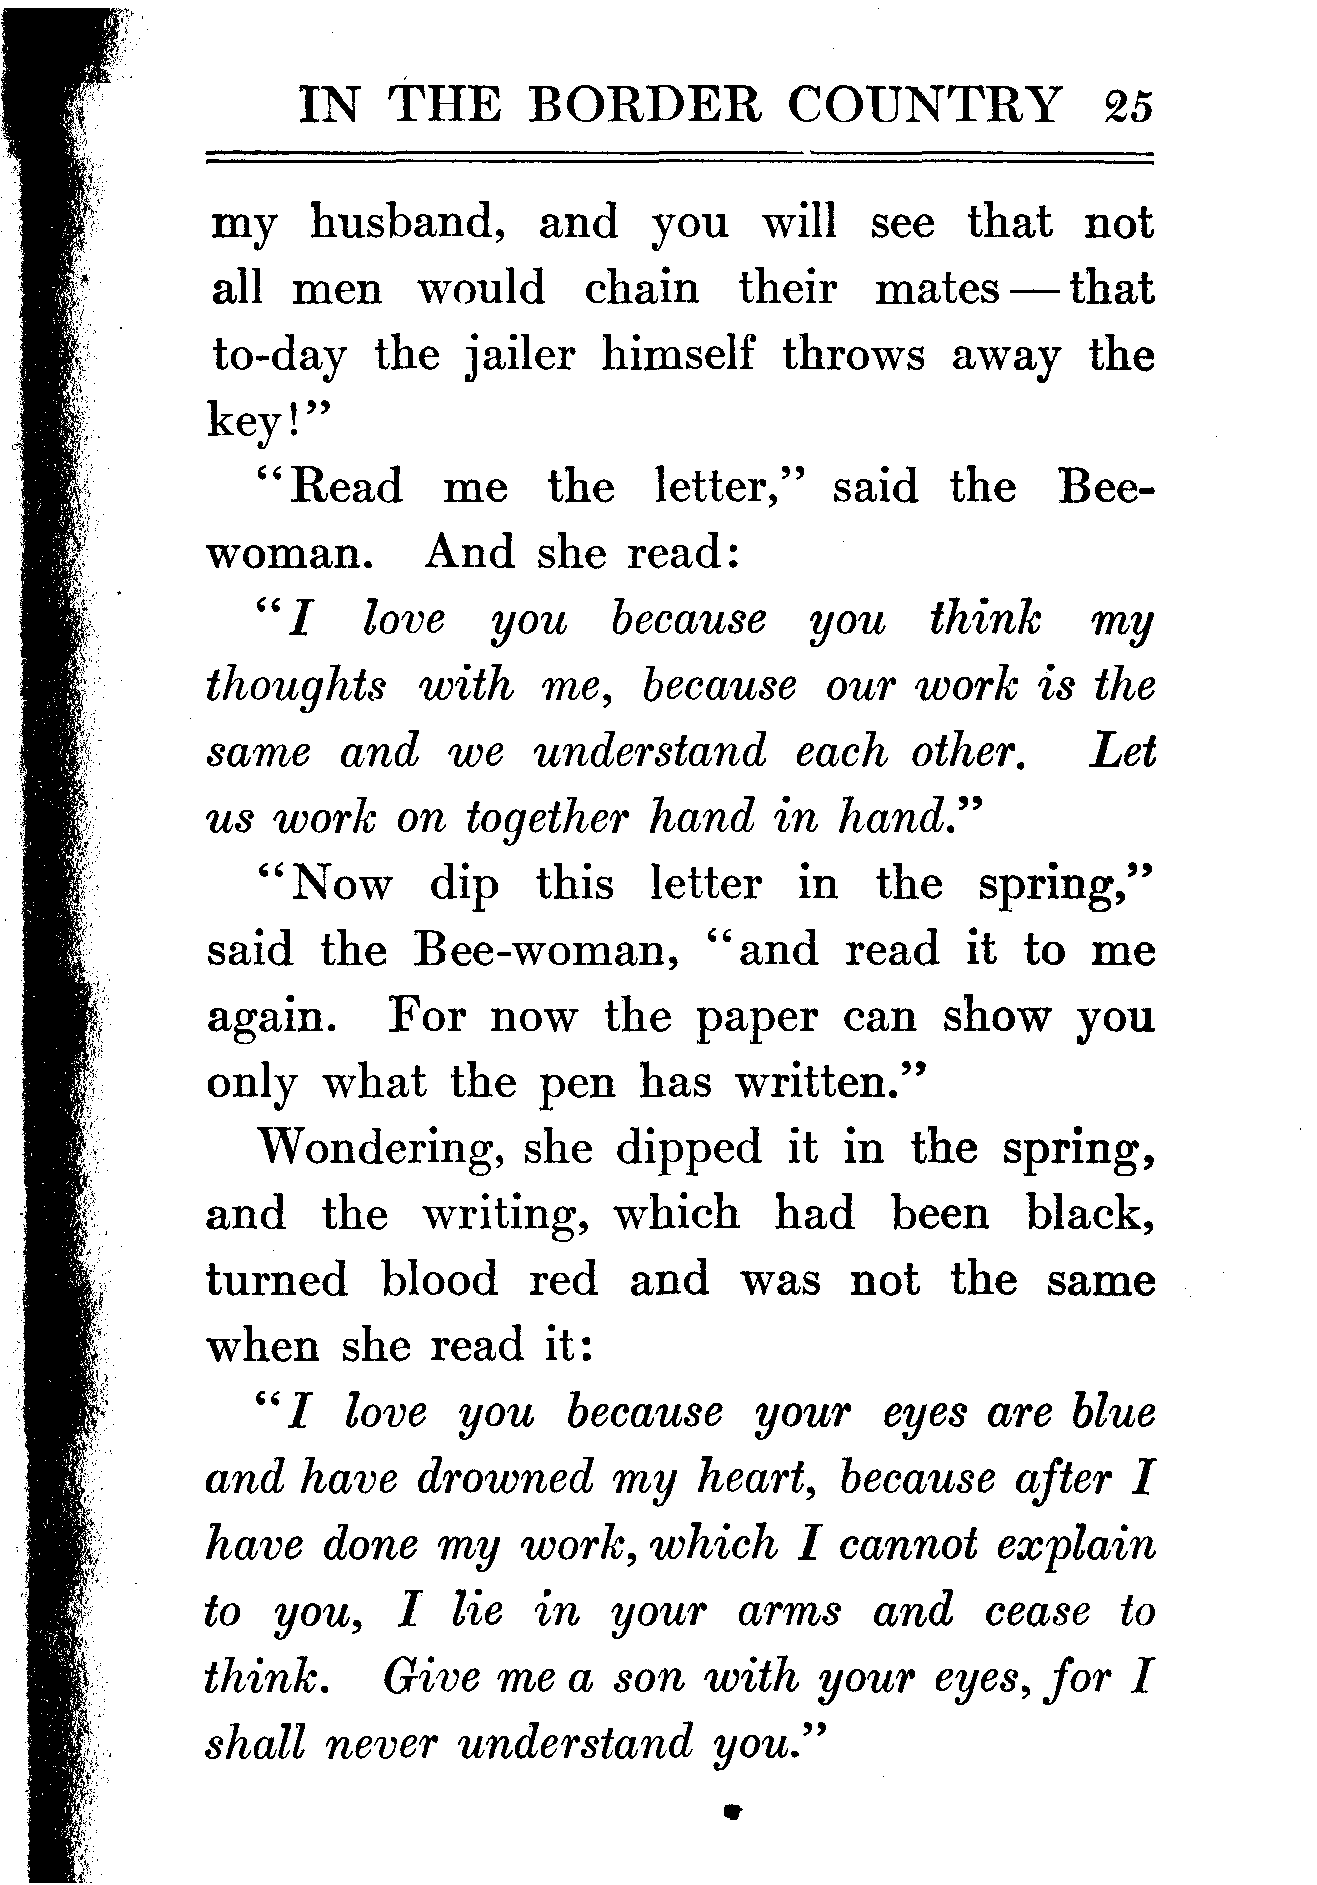 IN THE BORDER COUNTRY 25
my husband, and you will see that not
all men would chain their mates — that
to-day the jailer himself throws away the
key!"
"Read me the letter," said the Bee-
woman. And she read:
"I love you because you think my
thoughts with me, because our work is the
same and we understand each other. Let
us work on together hand in hand."
"Now dip this letter in the spring,"
said the Bee-woman, "and read it to me
again. For now the paper can show you
only what the pen has written."
Wondering, she dipped it in the spring,
and the writing, which had been black,
turned blood red and was not the same
when she read it:
"I love you because your eyes are blue
and have drowned my heart, because after I
have done my work, which I cannot explain
to you, I lie in your arms and cease to
think. Give me a son with your eyes, for I
shall never understand you."